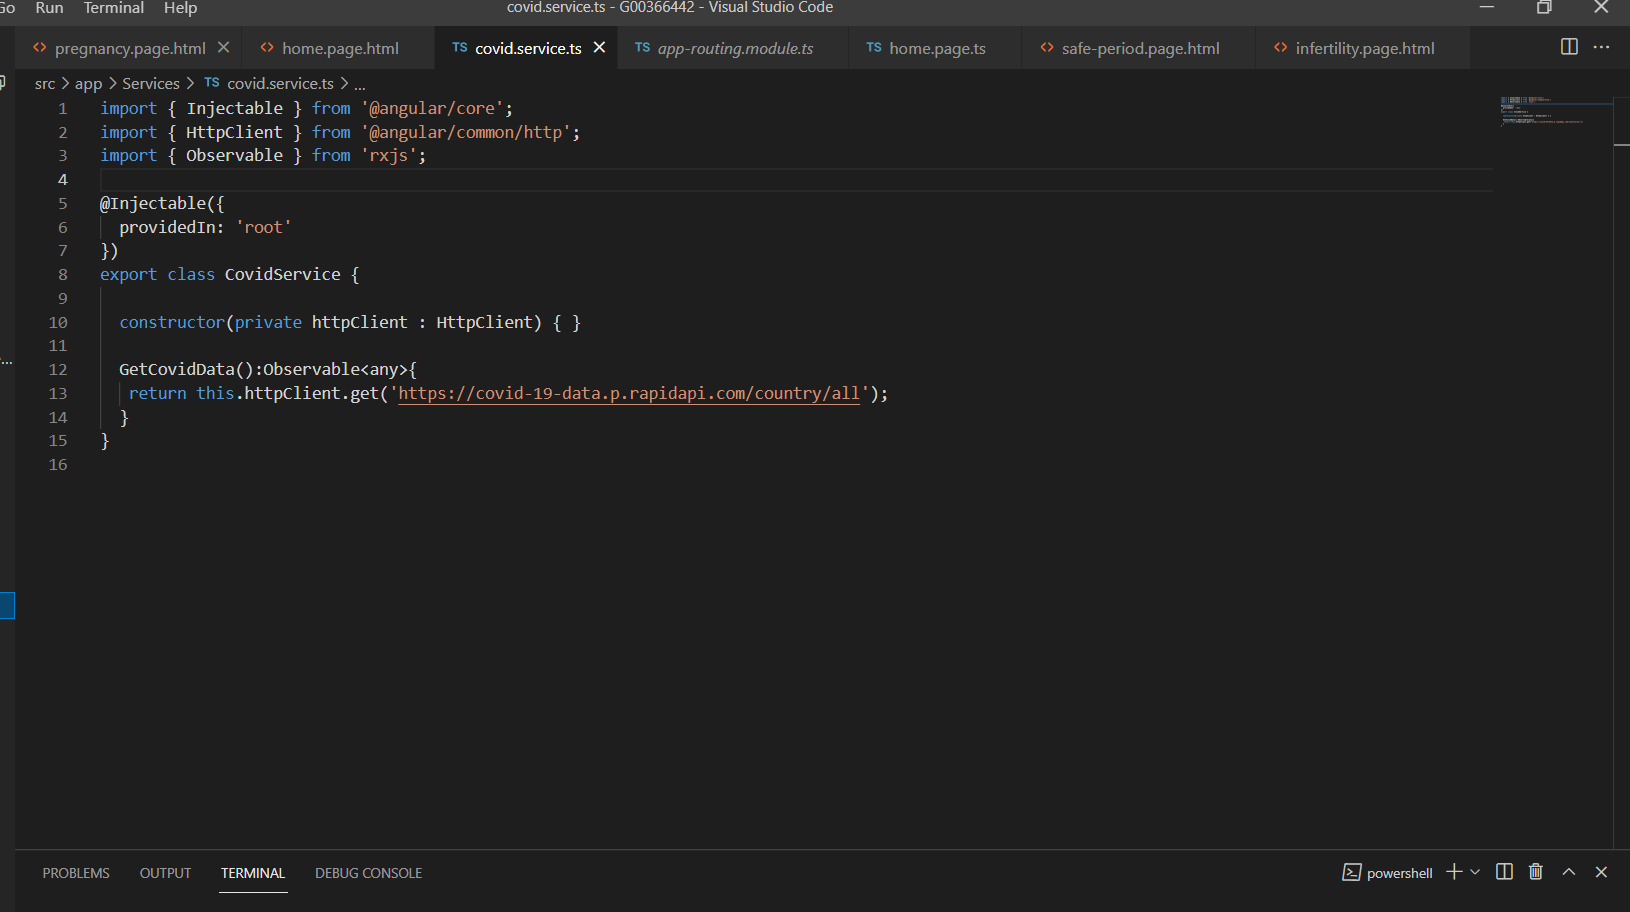 Go Run Terminal Help covid.service.ts - G00366442 - Visual Studio Code
<> pregnancy.page.html <> home.page.html TS covid.service.ts TS app-routing.module.ts TS home.page.ts <> safe-period.page.html <> infertility.page.html
src > app > Services > TS covid.service.ts > ...
1 import { Injectable } from '@angular/core';
2 import { HttpClient } from '@angular/common/http';
3 import { Observable } from 'rxjs';
4
5 @Injectable({
6 providedIn: 'root'
7 })
8 export class CovidService {
9
10 constructor(private httpClient : HttpClient) { }
11
12 GetCovidData():Observable<any>{
13 return this.httpClient.get('https://covid-19-data.p.rapidapi.com/country/all');
14 }
15 }
16
PROBLEMS OUTPUT TERMINAL DEBUG CONSOLE powershell